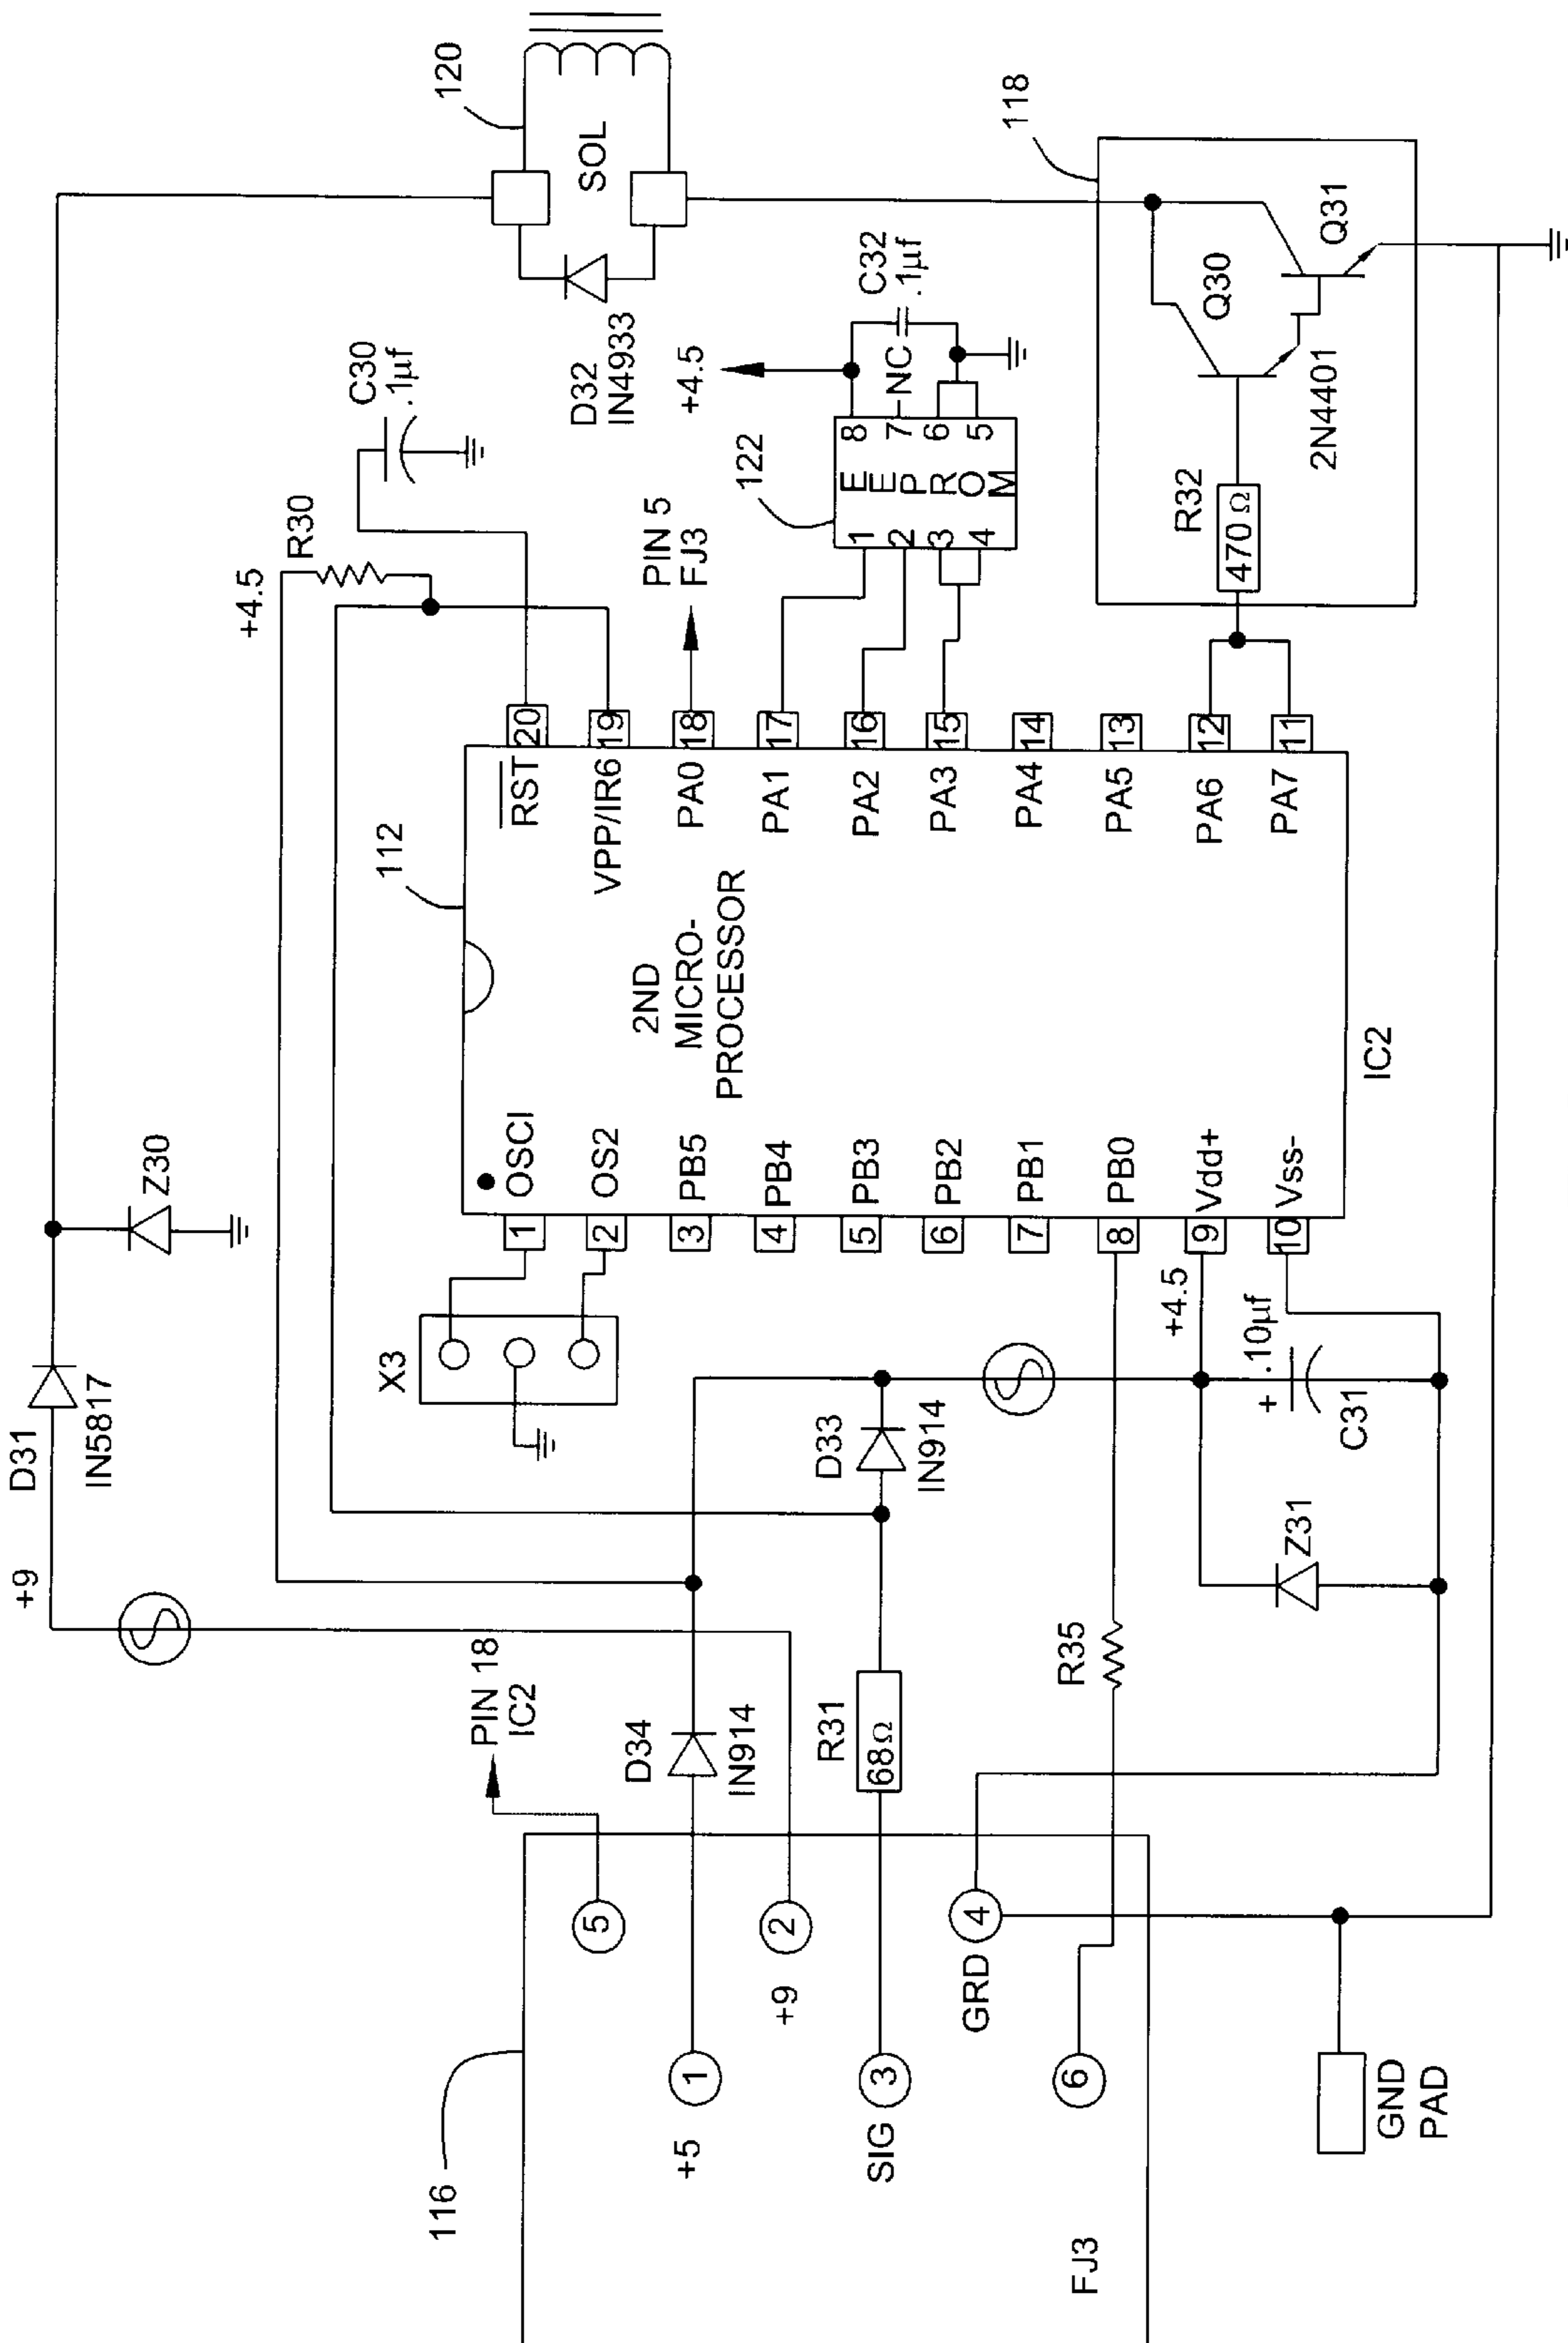 D31
IN5817
+9
Z30
+4.5
R30
C30
.1µf
120
SOL
D32
IN4933
116
5
PIN 18
IC2
D34
IN914
+5
1
+9
2
SIG
3
R31
68Ω
D33
IN914
GRD
4
6
R35
FJ3
GND
PAD
X3
112
2ND
MICRO-
PROCESSOR
IC2
1 OSCI
2 OS2
3 PB5
4 PB4
5 PB3
6 PB2
7 PB1
8 PB0
9 Vdd+
10 Vss-
RST 20
VPP/IR6 19
PA0 18
PA1 17
PA2 16
PA3 15
PA4 14
PA5 13
PA6 12
PA7 11
+4.5
+ .10µf
C31
Z31
PIN 5
FJ3
122
EEPROM
1
2
3
4
8
7
6
5
NC
+4.5
C32
.1µf
118
R32
470 Ω
Q30
2N4401
Q31